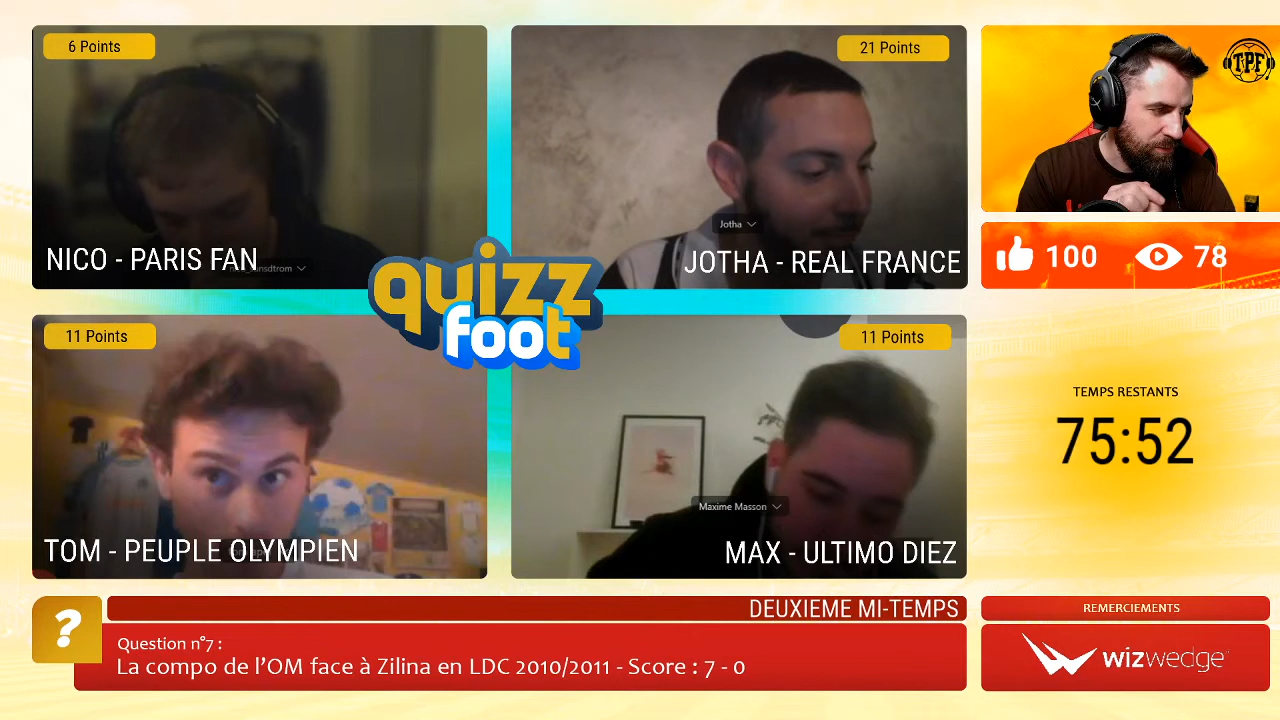 6 Points
21 Points
TPF
Jotha
NICO - PARIS FAN
JOTHA - REAL FRANCE
100
78
quizz
foot
11 Points
11 Points
TEMPS RESTANTS
75:52
Maxime Masson
TOM - PEUPLE OLYMPIEN
MAX - ULTIMO DIEZ
?
DEUXIEME MI-TEMPS
REMERCIEMENTS
Question n°7 :
La compo de l'OM face à Zilina en LDC 2010/2011 - Score : 7 - 0
wizwedge